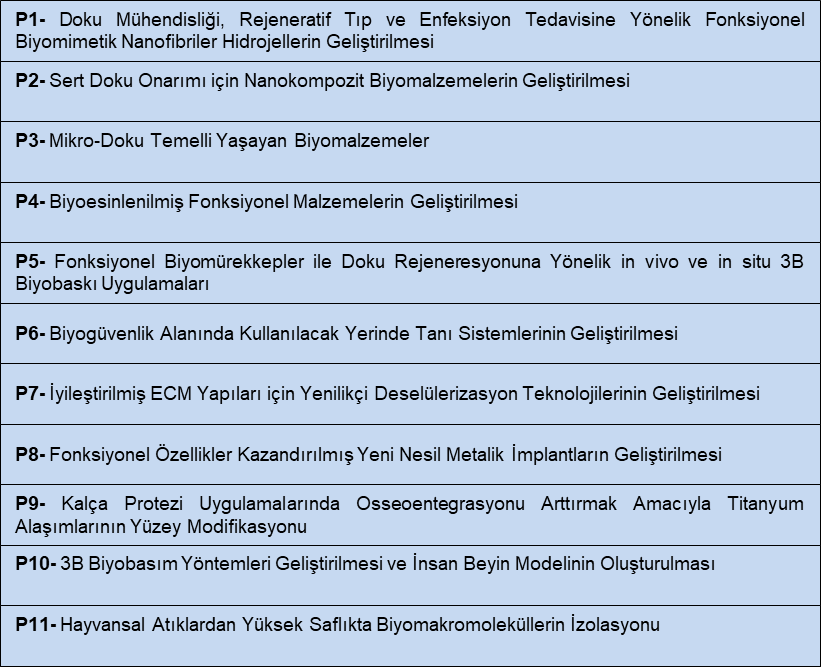 P1- Doku Mühendisliği, Rejeneratif Tıp ve Enfeksiyon Tedavisine Yönelik Fonksiyonel
Biyomimetik Nanofibriler Hidrojellerin Geliştirilmesi
P2- Sert Doku Onarımı için Nanokompozit Biyomalzemelerin Geliştirilmesi
P3- Mikro-Doku Temelli Yaşayan Biyomalzemeler
P4- Biyoesinlenilmiş Fonksiyonel Malzemelerin Geliştirilmesi
P5- Fonksiyonel Biyomürekkepler ile Doku Rejeneresyonuna Yönelik in vivo ve in situ 3B
Biyobaskı Uygulamaları
P6- Biyogüvenlik Alanında Kullanılacak Yerinde Tanı Sistemlerinin Geliştirilmesi
P7- İyileştirilmiş ECM Yapıları için Yenilikçi Deselülerizasyon Teknolojilerinin Geliştirilmesi
P8- Fonksiyonel Özellikler Kazandırılmış Yeni Nesil Metalik İmplantların Geliştirilmesi
P9- Kalça Protezi Uygulamalarında Osseoentegrasyonu Arttırmak Amacıyla Titanyum
Alaşımlarının Yüzey Modifikasyonu
P10- 3B Biyobasım Yöntemleri Geliştirilmesi ve İnsan Beyin Modelinin Oluşturulması
P11- Hayvansal Atıklardan Yüksek Saflıkta Biyomakromoleküllerin İzolasyonu